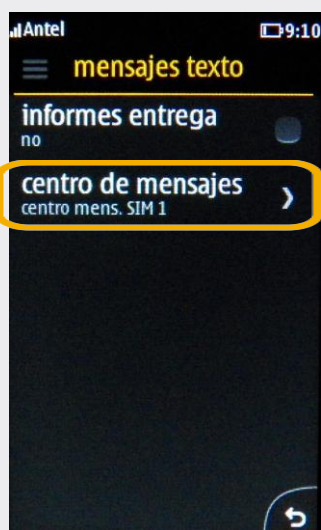 Antel 9:10
mensajes texto
informes entrega
no
centro de mensajes
centro mens. SIM 1